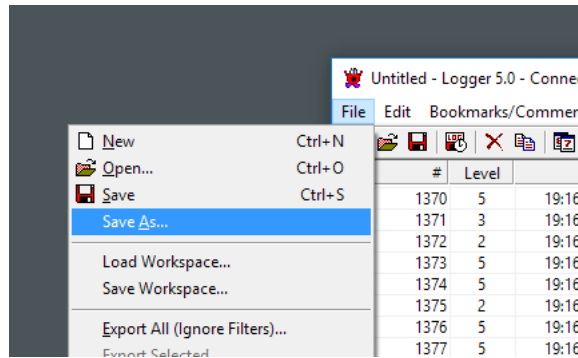 Untitled - Logger 5.0 - Conne
File Edit Bookmarks/Commen
# Level
New Ctrl+N
Open... Ctrl+O
Save Ctrl+S
Save As...
Load Workspace...
Save Workspace...
Export All (Ignore Filters)...
Export Selected
1370 5 19:16
1371 3 19:16
1372 2 19:16
1373 5 19:16
1374 5 19:16
1375 2 19:16
1376 5 19:16
1377 5 19:16